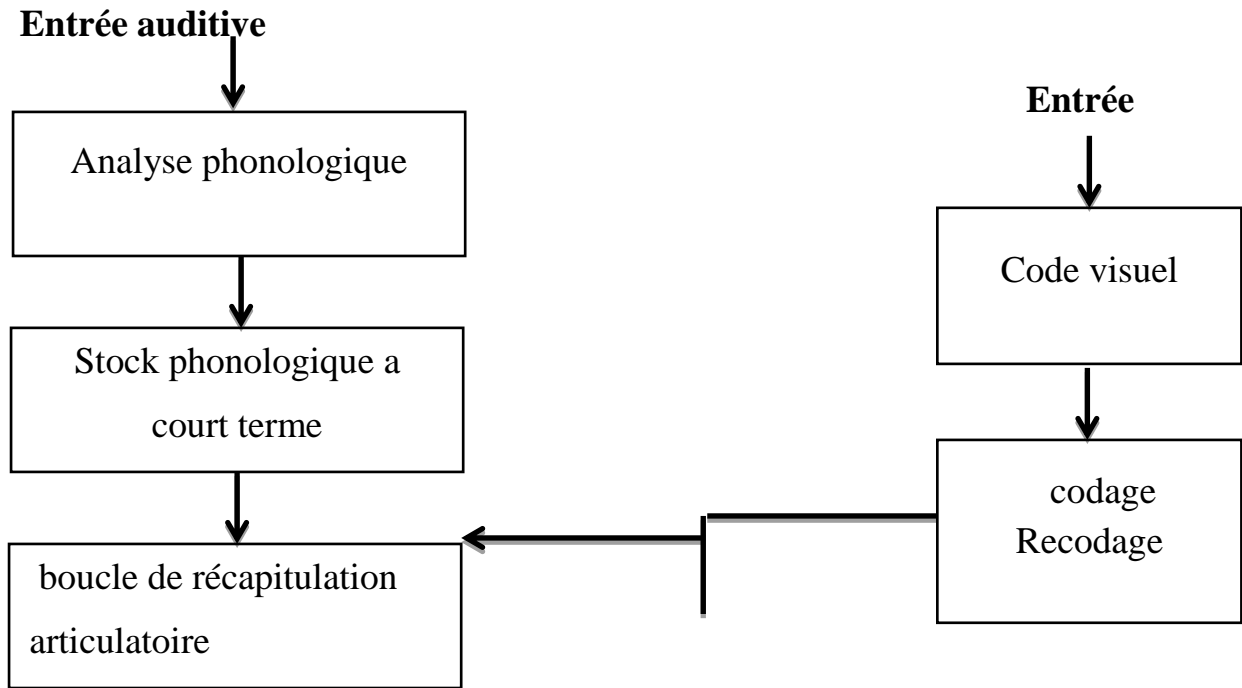 Entrée auditive
Analyse phonologique
Stock phonologique a
court terme
boucle de récapitulation
articulatoire
Entrée
Code visuel
codage
Recodage